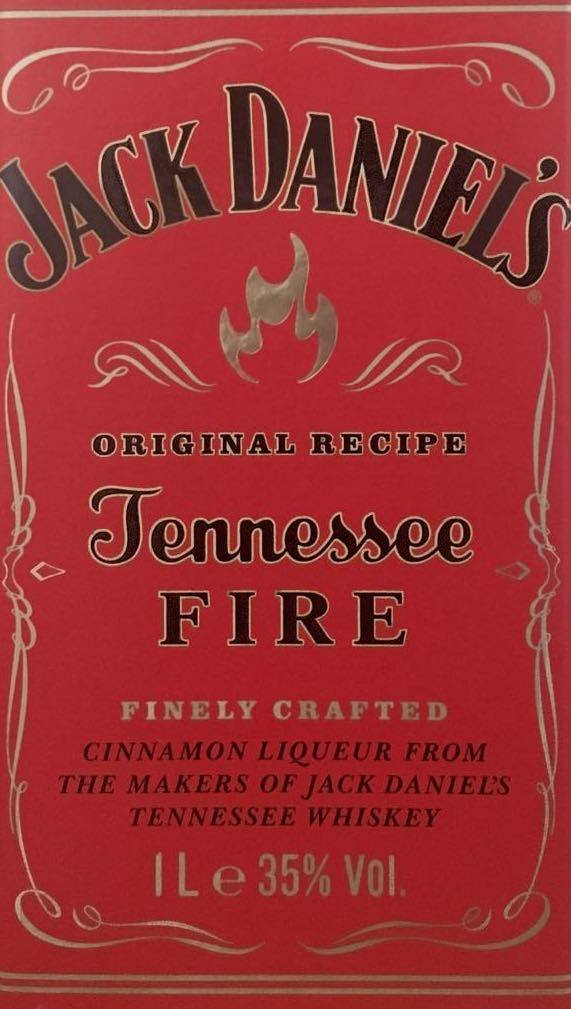 JACK DANIEL'S
®
ORIGINAL RECIPE
Tennessee
FIRE
FINELY CRAFTED
CINNAMON LIQUEUR FROM
THE MAKERS OF JACK DANIEL'S
TENNESSEE WHISKEY
1 L ℮ 35% Vol.